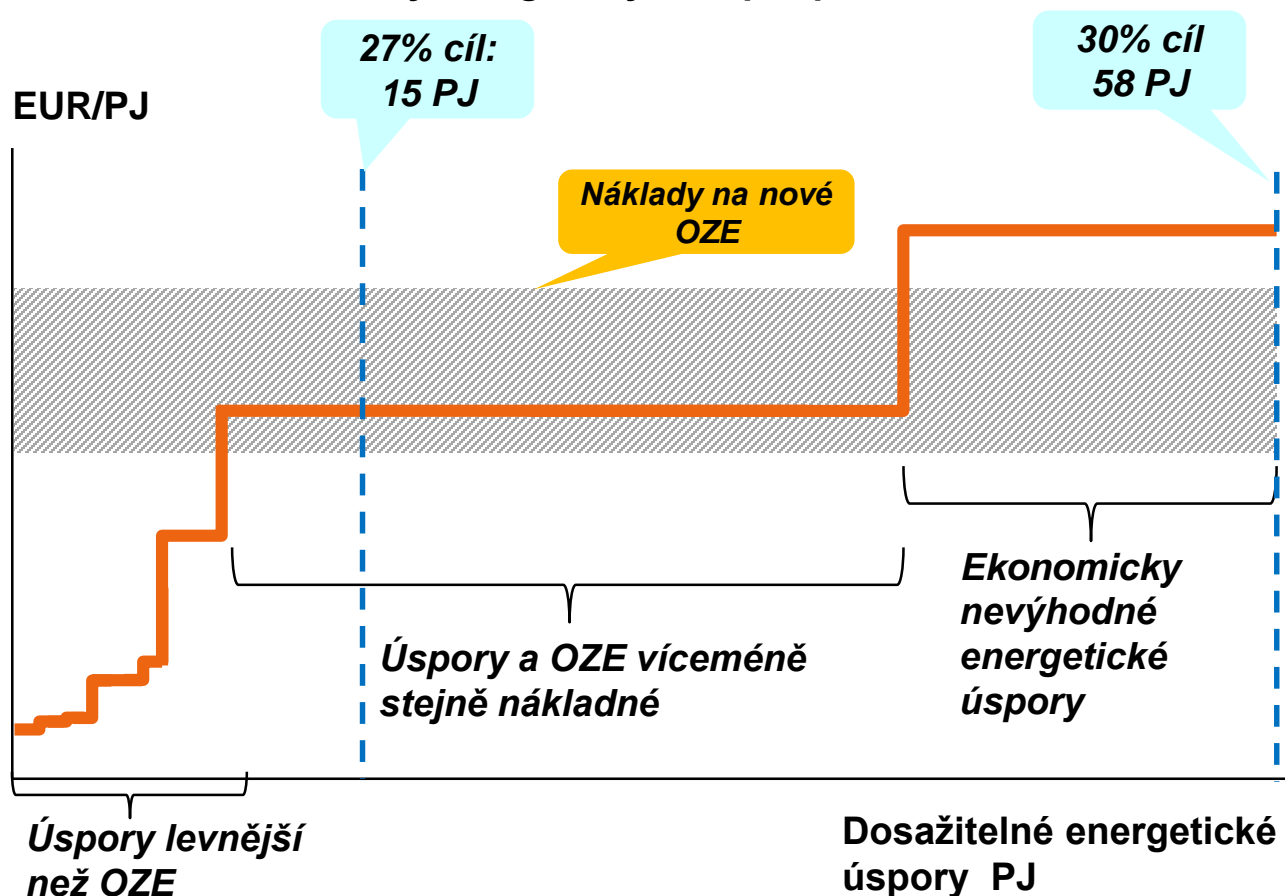 27% cíl:
15 PJ
30% cíl
58 PJ
EUR/PJ
Náklady na nové
OZE
Ekonomicky
nevýhodné
energetické
úspory
Úspory a OZE víceméně
stejně nákladné
Úspory levnější
než OZE
Dosažitelné energetické
úspory PJ